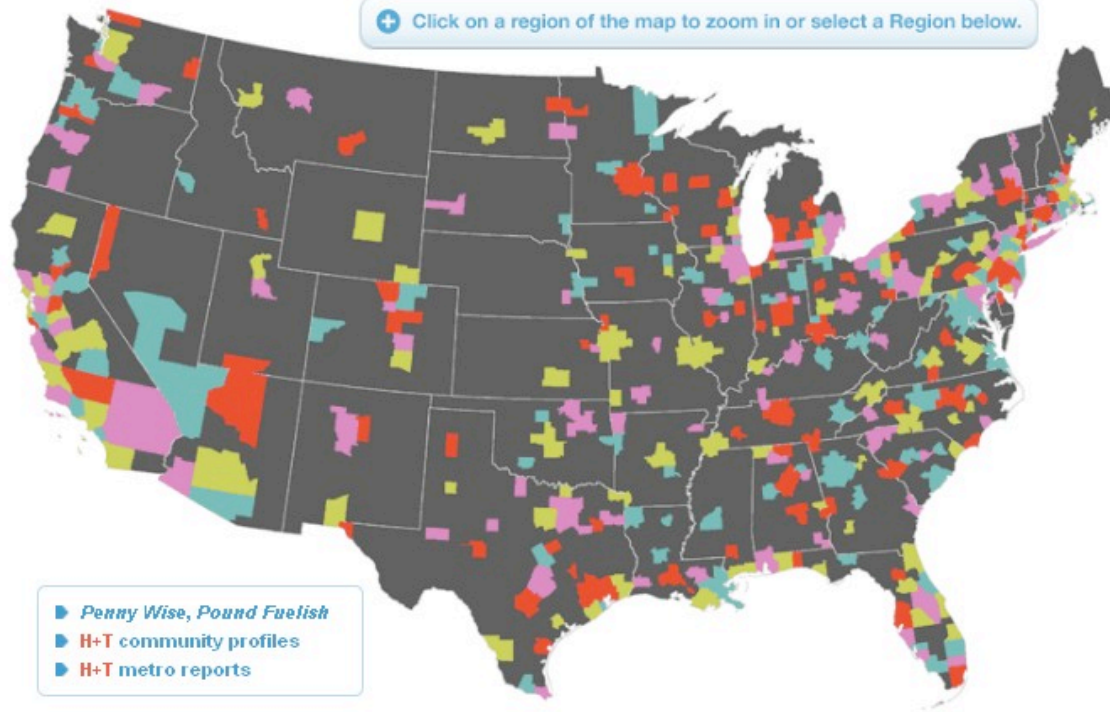 Click on a region of the map to zoom in or select a Region below.
Penny Wise, Pound Fuelish
H+T community profiles
H+T metro reports